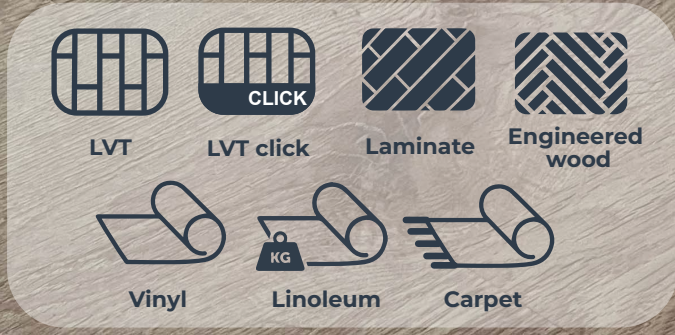 CLICK
LVT
LVT click
Laminate
Engineered
wood
KG
Vinyl
Linoleum
Carpet